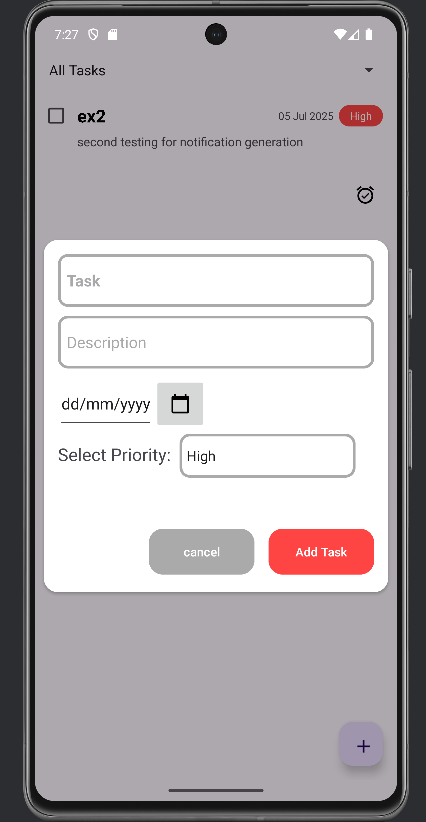 7:27
All Tasks
ex2 05 Jul 2025 High
second testing for notification generation
Task
Description
dd/mm/yyyy
Select Priority: High
cancel Add Task
+